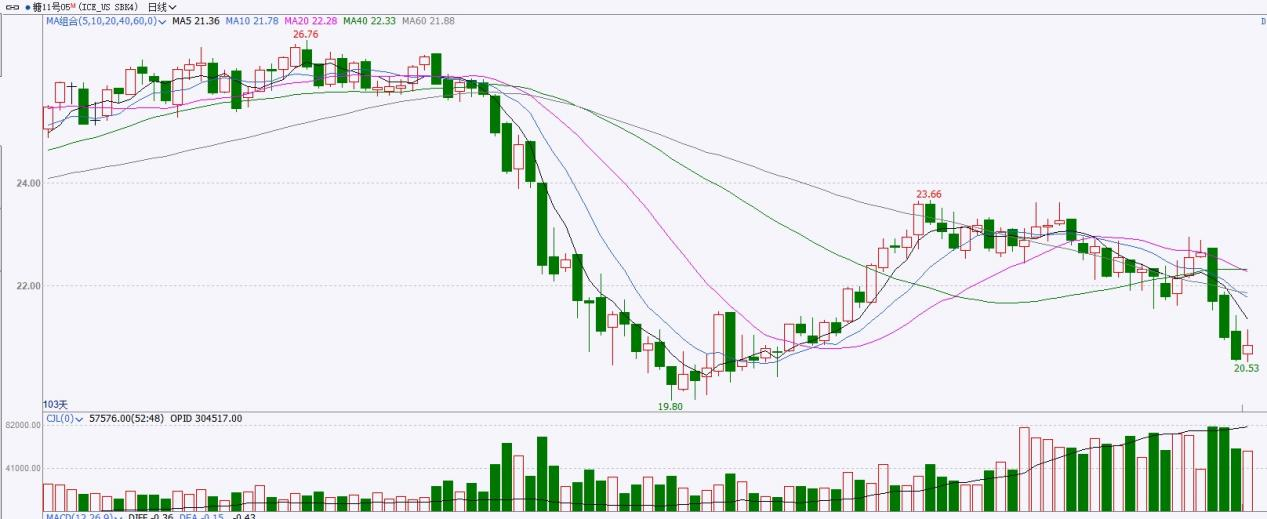 糖11号05M (ICE_US SBK4) 日线
MA组合(5,10,20,40,60,0) MA5 21.36 MA10 21.78 MA20 22.28 MA40 22.33 MA60 21.88
26.76
24.00
23.66
22.00
20.53
19.80
103天
CJL(0) 57576.00(52:48) OPID 304517.00
82000.00
41000.00
MACD(12,26,9) DIFF -0.36 DEA -0.15 -0.43